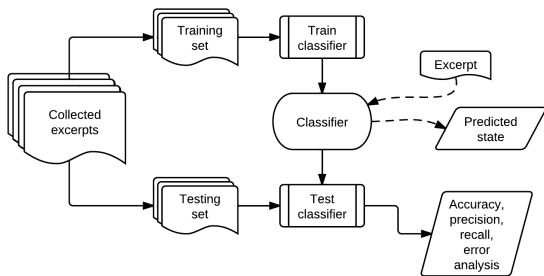 Training
set
Train
classifier
Excerpt
Collected
excerpts
Classifier
Predicted
state
Testing
set
Test
classifier
Accuracy,
precision,
recall,
error
analysis